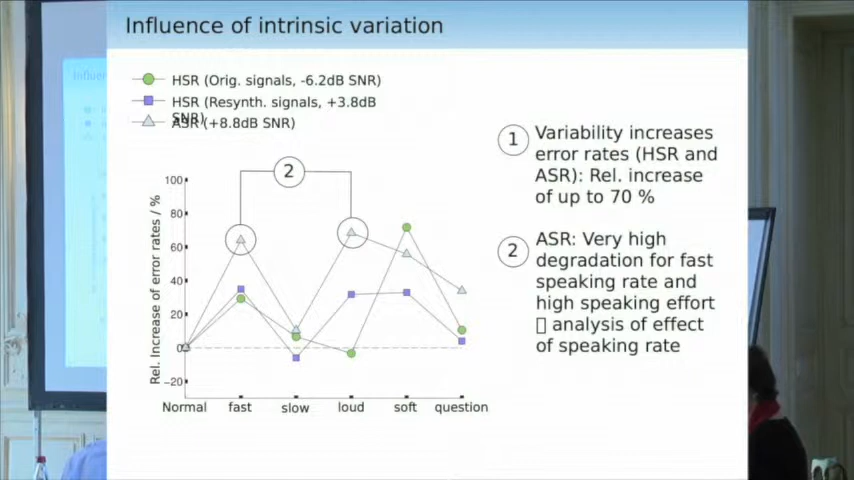 Influence of intrinsic variation
HSR (Orig. signals, -6.2dB SNR)
HSR (Resynth. signals, +3.8dB
SNR)
ASR (+8.8dB SNR)
1
Variability increases
error rates (HSR and
ASR): Rel. increase
of up to 70 %
2
ASR: Very high
degradation for fast
speaking rate and
high speaking effort
▯ analysis of effect
of speaking rate
2
Rel. Increase of error rates / %
100
80
60
40
20
0
−20
Normal fast slow loud soft question
Influen